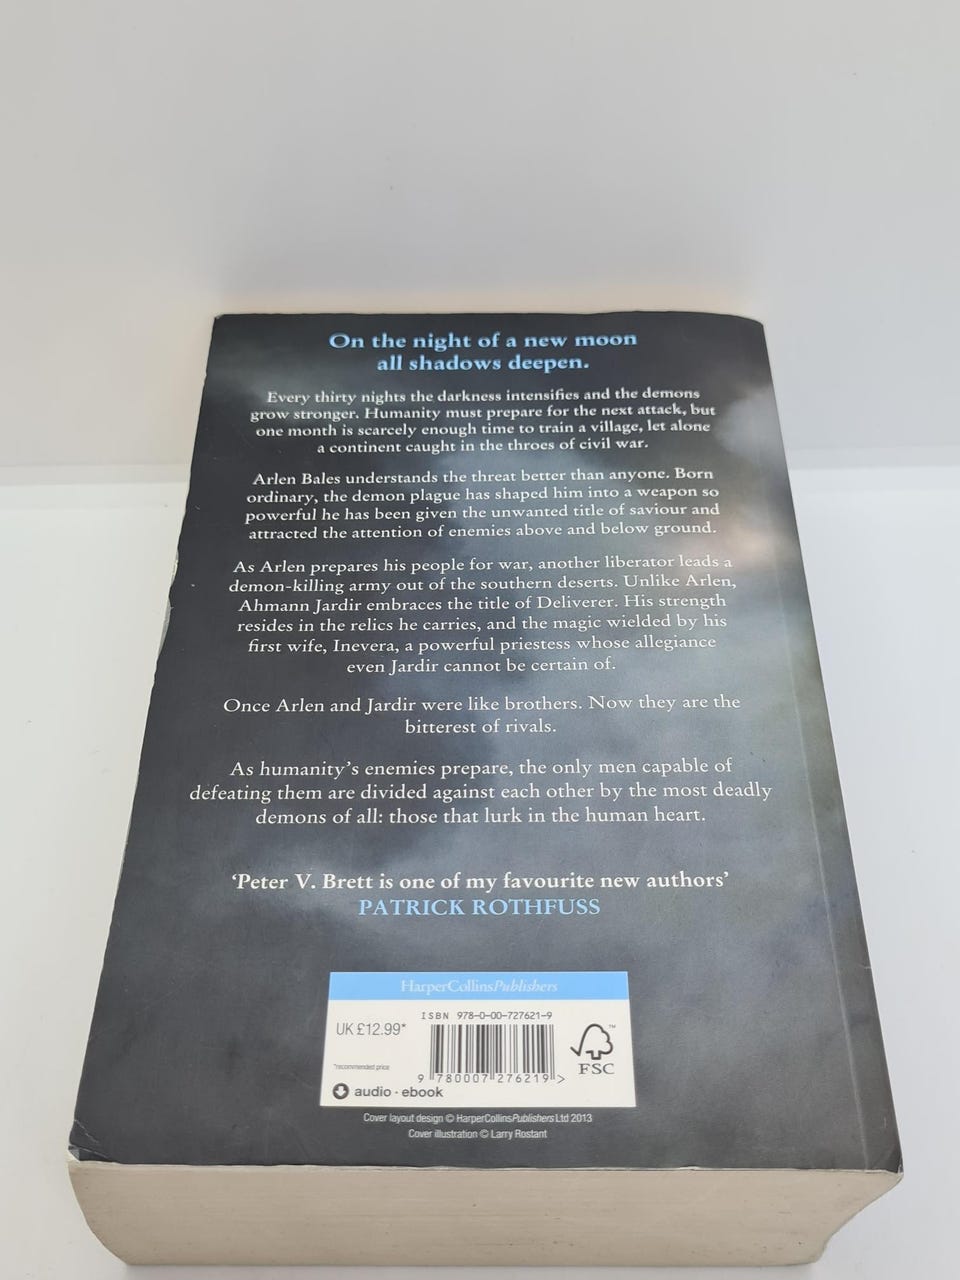 On the night of a new moon
all shadows deepen.
Every thirty nights the darkness intensifies and the demons
grow stronger. Humanity must prepare for the next attack, but
one month is scarcely enough time to train a village, let alone
a continent caught in the throes of civil war.
Arlen Bales understands the threat better than anyone. Born
ordinary, the demon plague has shaped him into a weapon so
powerful he has been given the unwanted title of saviour and
attracted the attention of enemies above and below ground.
As Arlen prepares his people for war, another liberator leads a
demon-killing army out of the southern deserts. Unlike Arlen,
Ahmann Jardir embraces the title of Deliverer. His strength
resides in the relics he carries, and the magic wielded by his
first wife, Inevera, a powerful priestess whose allegiance
even Jardir cannot be certain of.
Once Arlen and Jardir were like brothers. Now they are the
bitterest of rivals.
As humanity's enemies prepare, the only men capable of
defeating them are divided against each other by the most deadly
demons of all: those that lurk in the human heart.
‘Peter V. Brett is one of my favourite new authors’
PATRICK ROTHFUSS
HarperCollinsPublishers
ISBN 978-0-00-727621-9
UK £12.99*
*recommended price
9 780007 276219 >
FSC
™
audio · ebook
Cover layout design © HarperCollinsPublishers Ltd 2013
Cover illustration © Larry Rostant